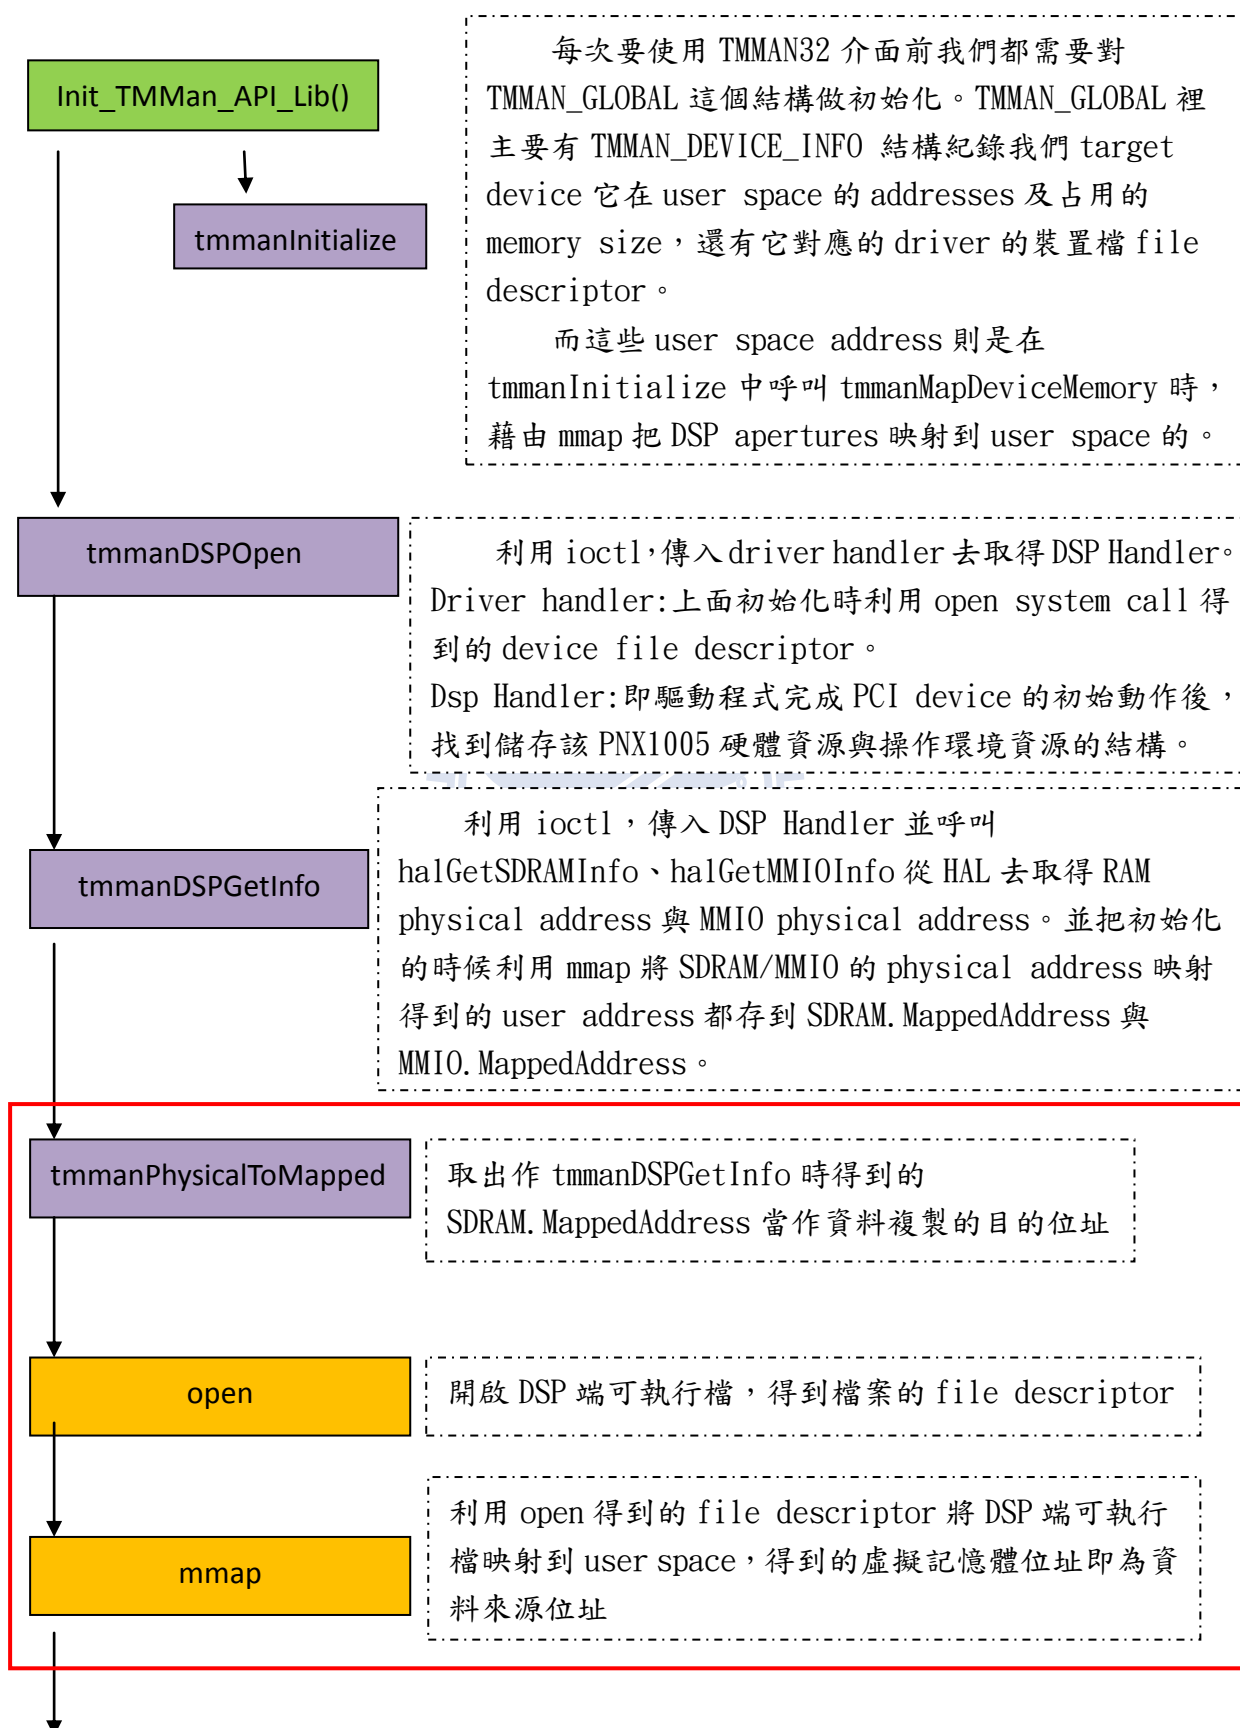 Init_TMMan_API_Lib()
tmmanInitialize
每次要使用 TMMAN32 介面前我們都需要對
TMMAN_GLOBAL 這個結構做初始化。TMMAN_GLOBAL 裡
主要有 TMMAN_DEVICE_INFO 結構紀錄我們 target
device 它在 user space 的 addresses 及占用的
memory size，還有它對應的 driver 的裝置檔 file
descriptor。
而這些 user space address 則是在
tmmanInitialize 中呼叫 tmmanMapDeviceMemory 時，
藉由 mmap 把 DSP apertures 映射到 user space 的。
tmmanDSPOpen
利用 ioctl，傳入 driver handler 去取得 DSP Handler。
Driver handler:上面初始化時利用 open system call 得
到的 device file descriptor。
Dsp Handler:即驅動程式完成 PCI device 的初始動作後，
找到儲存該 PNX1005 硬體資源與操作環境資源的結構。
tmmanDSPGetInfo
利用 ioctl，傳入 DSP Handler 並呼叫
halGetSDRAMInfo、halGetMMIOInfo 從 HAL 去取得 RAM
physical address 與 MMIO physical address。並把初始化
的時候利用 mmap 將 SDRAM/MMIO 的 physical address 映射
得到的 user address 都存到 SDRAM.MappedAddress 與
MMIO.MappedAddress。
tmmanPhysicalToMapped
取出作 tmmanDSPGetInfo 時得到的
SDRAM.MappedAddress 當作資料複製的目的位址
open
開啟 DSP 端可執行檔，得到檔案的 file descriptor
mmap
利用 open 得到的 file descriptor 將 DSP 端可執行
檔映射到 user space，得到的虛擬記憶體位址即為資
料來源位址